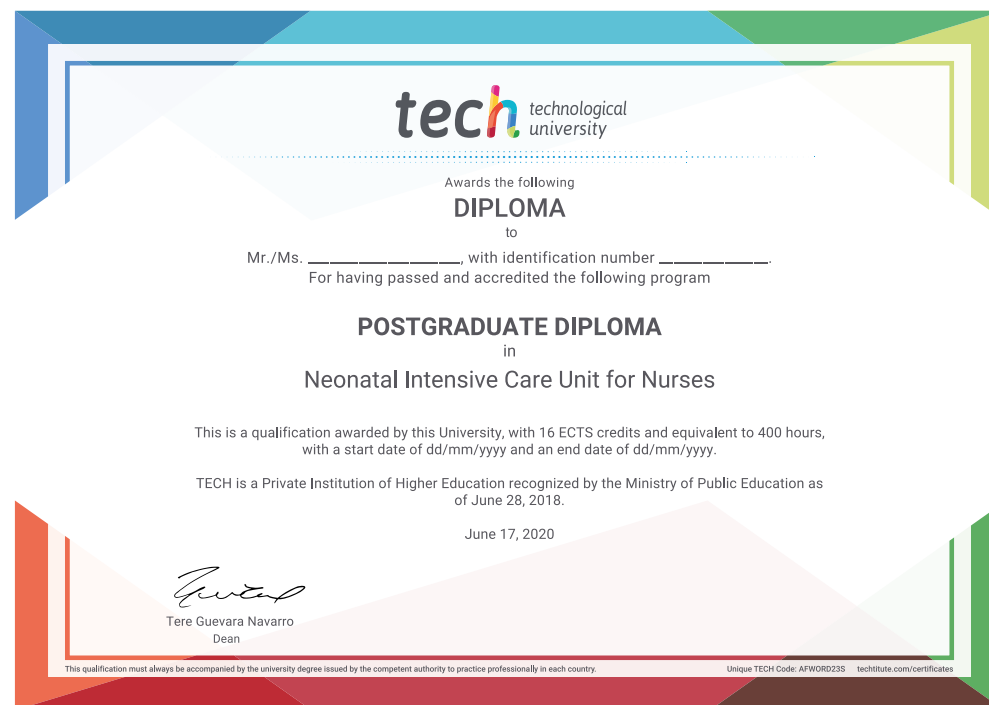 tech technological
university
Awards the following
DIPLOMA
to
Mr./Ms. ______________, with identification number __________.
For having passed and accredited the following program
POSTGRADUATE DIPLOMA
in
Neonatal Intensive Care Unit for Nurses
This is a qualification awarded by this University, with 16 ECTS credits and equivalent to 400 hours,
with a start date of dd/mm/yyyy and an end date of dd/mm/yyyy.
TECH is a Private Institution of Higher Education recognized by the Ministry of Public Education as
of June 28, 2018.
June 17, 2020
Tere Guevara Navarro
Dean
This qualification must always be accompanied by the university degree issued by the competent authority to practice professionally in each country.
Unique TECH Code: AFWORD23S techtitute.com/certificates